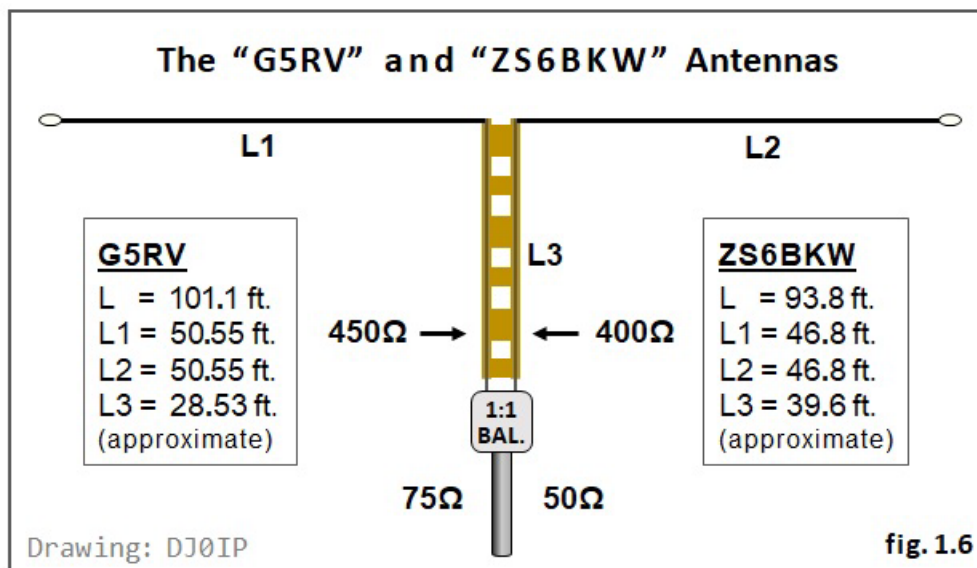 The “G5RV” and “ZS6BKW” Antennas
L1
L2
L3
G5RV
L = 101.1 ft.
L1 = 50.55 ft.
L2 = 50.55 ft.
L3 = 28.53 ft.
(approximate)
450Ω
400Ω
ZS6BKW
L = 93.8 ft.
L1 = 46.8 ft.
L2 = 46.8 ft.
L3 = 39.6 ft.
(approximate)
1:1
BAL.
75Ω
50Ω
Drawing: DJ0IP
fig. 1.6